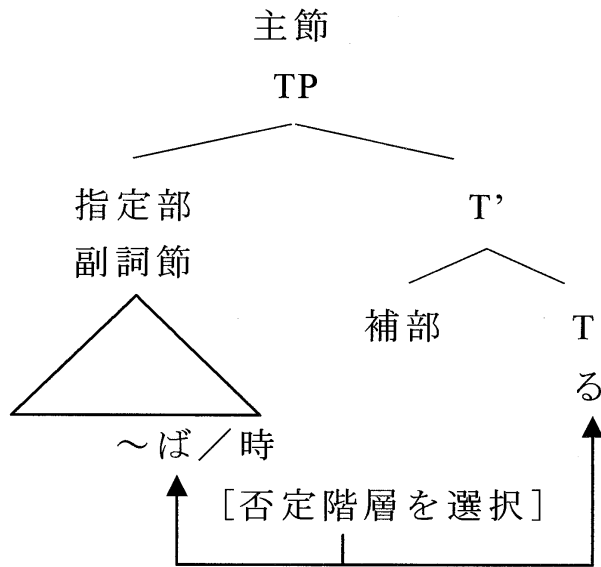 主節
TP
指定部 T’
副詞節
補部 T
る
～ば／時
［否定階層を選択］